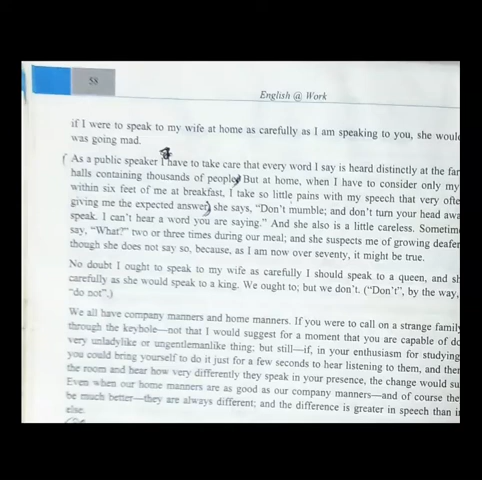 58
English @ Work
if I were to speak to my wife at home as carefully as I am speaking to you, she would
was going mad.
As a public speaker I have to take care that every word I say is heard distinctly at the far
halls containing thousands of people. But at home, when I have to consider only my
within six feet of me at breakfast, I take so little pains with my speech that very ofte
giving me the expected answer, she says, “Don't mumble; and don't turn your head awa
speak. I can't hear a word you are saying.” And she also is a little careless. Sometim
say, “What?” two or three times during our meal; and she suspects me of growing deafer
though she does not say so, because, as I am now over seventy, it might be true.
No doubt I ought to speak to my wife as carefully I should speak to a queen, and sh
carefully as she would speak to a king. We ought to; but we don't. (“Don't”, by the way,
“do not”.)
We all have company manners and home manners. If you were to call on a strange family
through the keyhole—not that I would suggest for a moment that you are capable of do
very unladylike or ungentlemanlike thing; but still—if, in your enthusiasm for studying
you could bring yourself to do it just for a few seconds to hear listening to them, and then
the room and hear how very differently they speak in your presence, the change would su
Even when our home manners are as good as our company manners—and of course the
be much better—they are always different; and the difference is greater in speech than in
else.